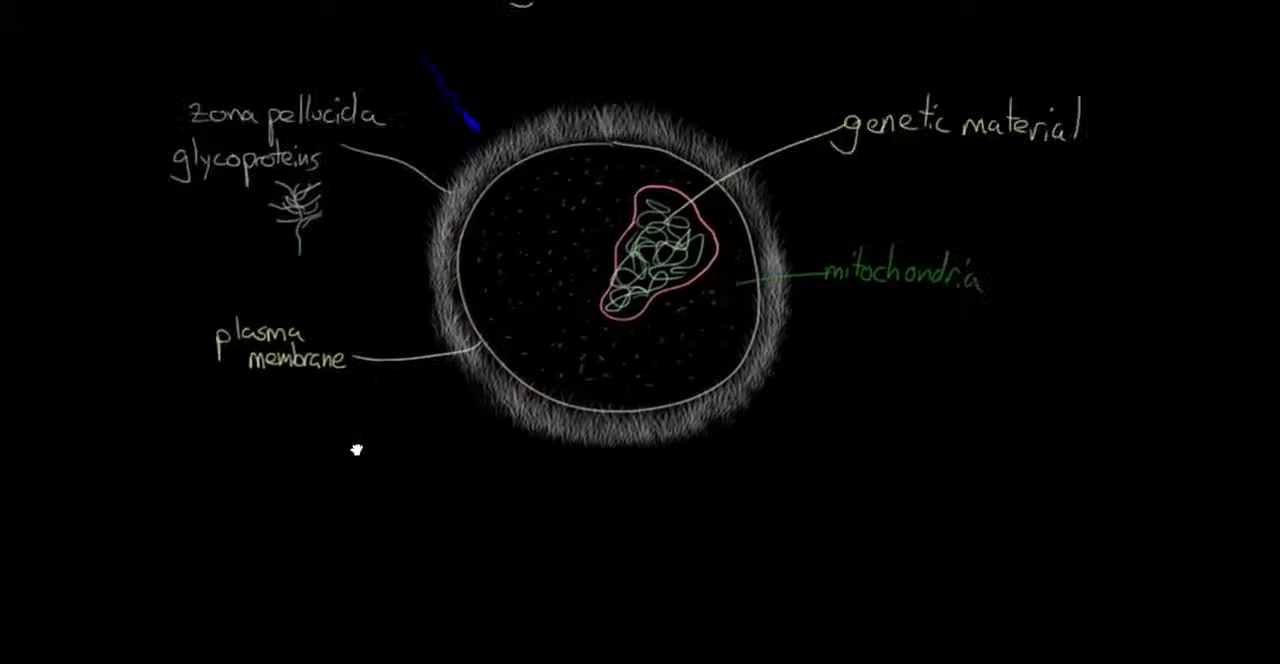 zona pellucida
glycoproteins
genetic material
mitochondria
plasma
membrane